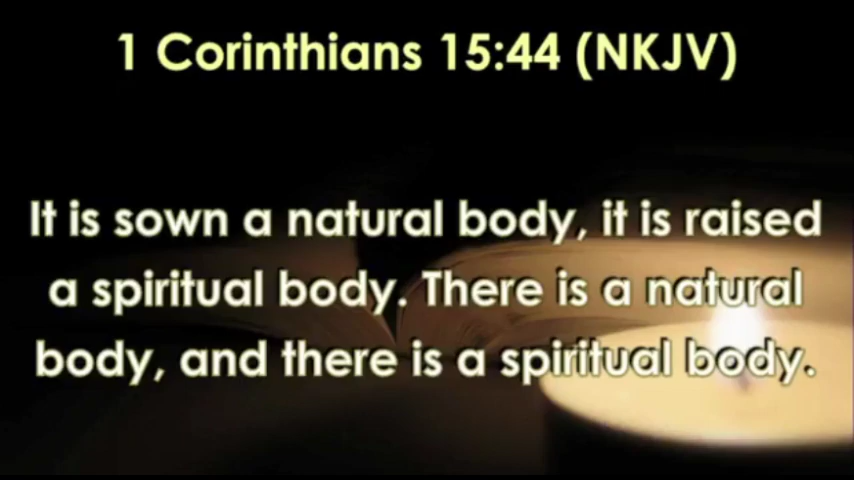 1 Corinthians 15:44 (NKJV)
It is sown a natural body, it is raised
a spiritual body. There is a natural
body, and there is a spiritual body.